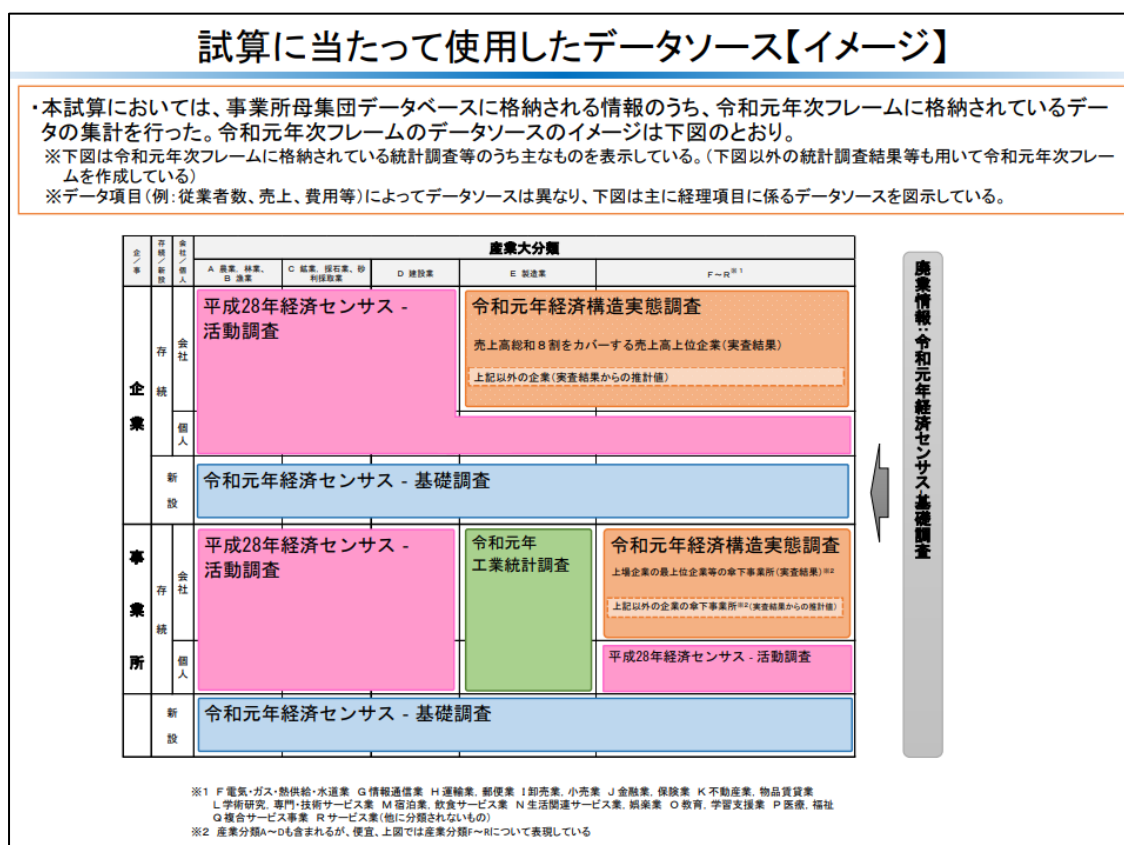 試算に当たって使用したデータソース【イメージ】
・本試算においては、事業所母集団データベースに格納される情報のうち、令和元年次フレームに格納されているデー
タの集計を行った。令和元年次フレームのデータソースのイメージは下図のとおり。
※下図は令和元年次フレームに格納されている統計調査等のうち主なものを表示している。（下図以外の統計調査結果等も用いて令和元年次フレー
ムを作成している）
※データ項目（例：従業者数、売上、費用等）によってデータソースは異なり、下図は主に経理項目に係るデータソースを図示している。
企／事
存続／新設
会社／個人
産業大分類
A 農業，林業、
B 漁業
C 鉱業，採石業、砂
利採取業
D 建設業
E 製造業
F～R※1
企業
存続
会社
平成28年経済センサス -
活動調査
令和元年経済構造実態調査
売上高総和８割をカバーする売上高上位企業（実査結果）
上記以外の企業（実査結果からの推計値）
個人
新設
令和元年経済センサス - 基礎調査
事業所
存続
会社
平成28年経済センサス -
活動調査
令和元年
工業統計調査
令和元年経済構造実態調査
上場企業の最上位企業等の傘下事業所（実査結果）※2
上記以外の企業の傘下事業所※2（実査結果からの推計値）
個人
平成28年経済センサス - 活動調査
新設
令和元年経済センサス - 基礎調査
廃業情報：令和元年経済センサス‐基礎調査
※1 F 電気・ガス・熱供給・水道業 G 情報通信業 H 運輸業，郵便業 I 卸売業，小売業 J 金融業，保険業 K 不動産業，物品賃貸業
L 学術研究，専門・技術サービス業 M 宿泊業，飲食サービス業 N 生活関連サービス業，娯楽業 O 教育，学習支援業 P 医療，福祉
Q 複合サービス事業 R サービス業（他に分類されないもの）
※2 産業分類A～Dも含まれるが、便宜、上図では産業分類F～Rについて表現している